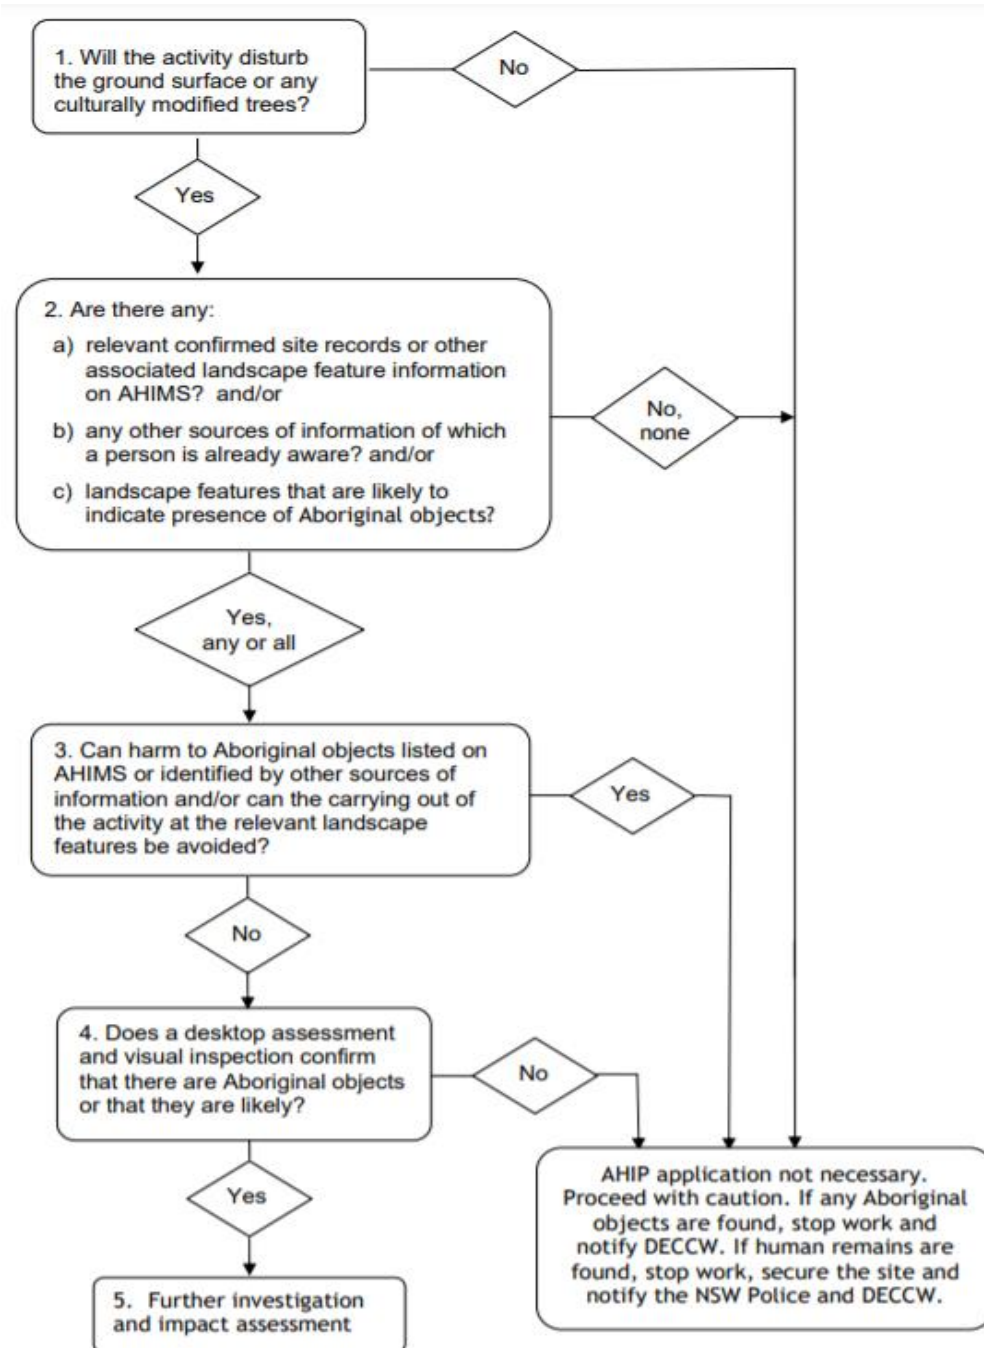 1. Will the activity disturb
the ground surface or any
culturally modified trees?
No
Yes
2. Are there any:
a) relevant confirmed site records or other
associated landscape feature information
on AHIMS? and/or
b) any other sources of information of which
a person is already aware? and/or
c) landscape features that are likely to
indicate presence of Aboriginal objects?
No,
none
Yes,
any or all
3. Can harm to Aboriginal objects listed on
AHIMS or identified by other sources of
information and/or can the carrying out of
the activity at the relevant landscape
features be avoided?
Yes
No
4. Does a desktop assessment
and visual inspection confirm
that there are Aboriginal objects
or that they are likely?
No
Yes
AHIP application not necessary.
Proceed with caution. If any Aboriginal
objects are found, stop work and
notify DECCW. If human remains are
found, stop work, secure the site and
notify the NSW Police and DECCW.
5. Further investigation
and impact assessment